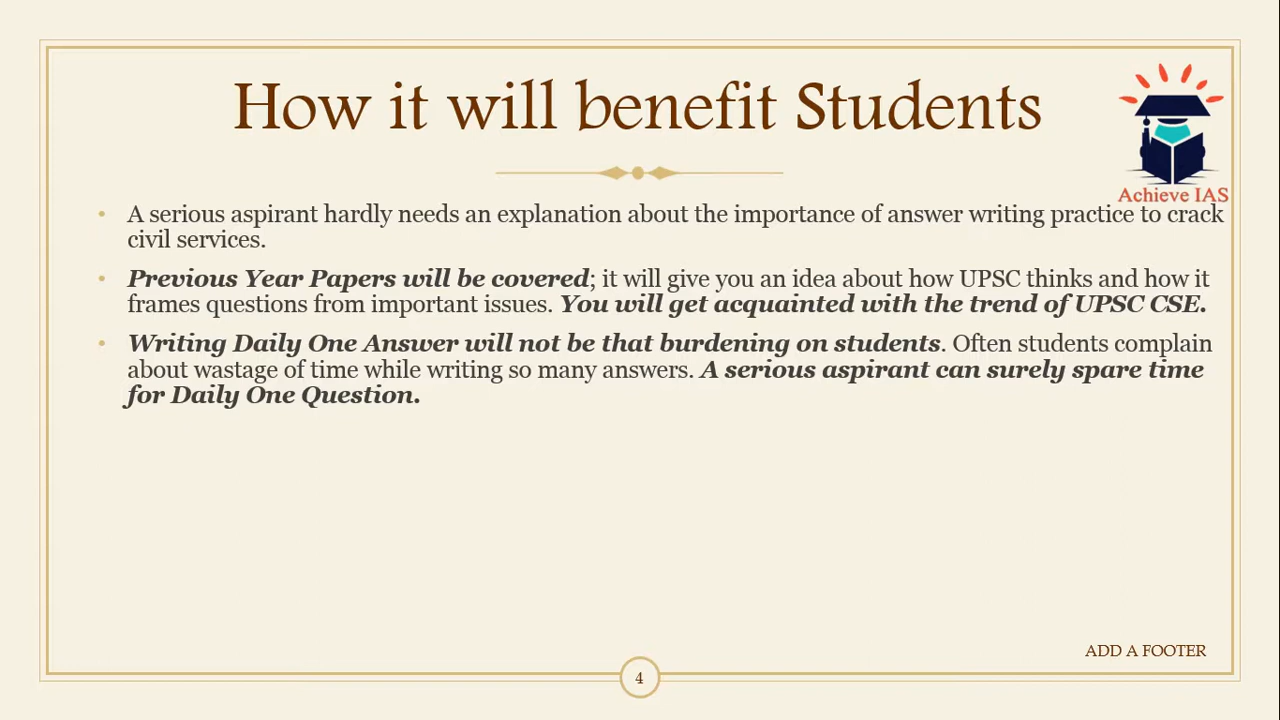 How it will benefit Students
Achieve IAS
• A serious aspirant hardly needs an explanation about the importance of answer writing practice to crack
civil services.
• Previous Year Papers will be covered; it will give you an idea about how UPSC thinks and how it
frames questions from important issues. You will get acquainted with the trend of UPSC CSE.
• Writing Daily One Answer will not be that burdening on students. Often students complain
about wastage of time while writing so many answers. A serious aspirant can surely spare time
for Daily One Question.
ADD A FOOTER
4